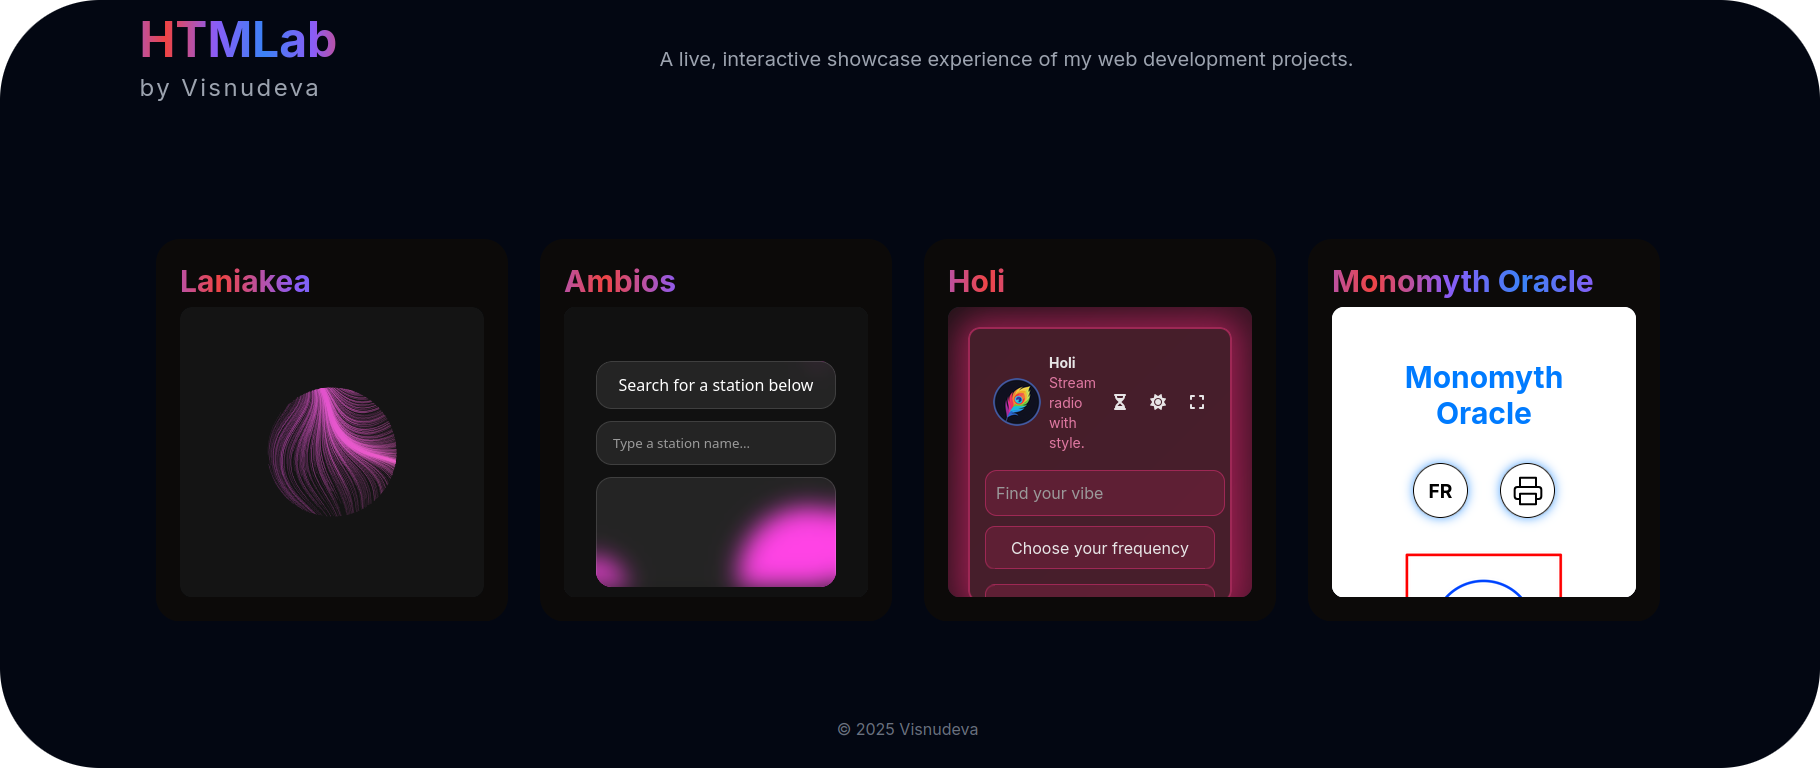 HTMLab
by Visnudeva
A live, interactive showcase experience of my web development projects.
Laniakea
Ambios
Search for a station below
Type a station name...
Holi
Holi
Stream
radio
with
style.
Find your vibe
Choose your frequency
Monomyth Oracle
Monomyth
Oracle
FR
© 2025 Visnudeva